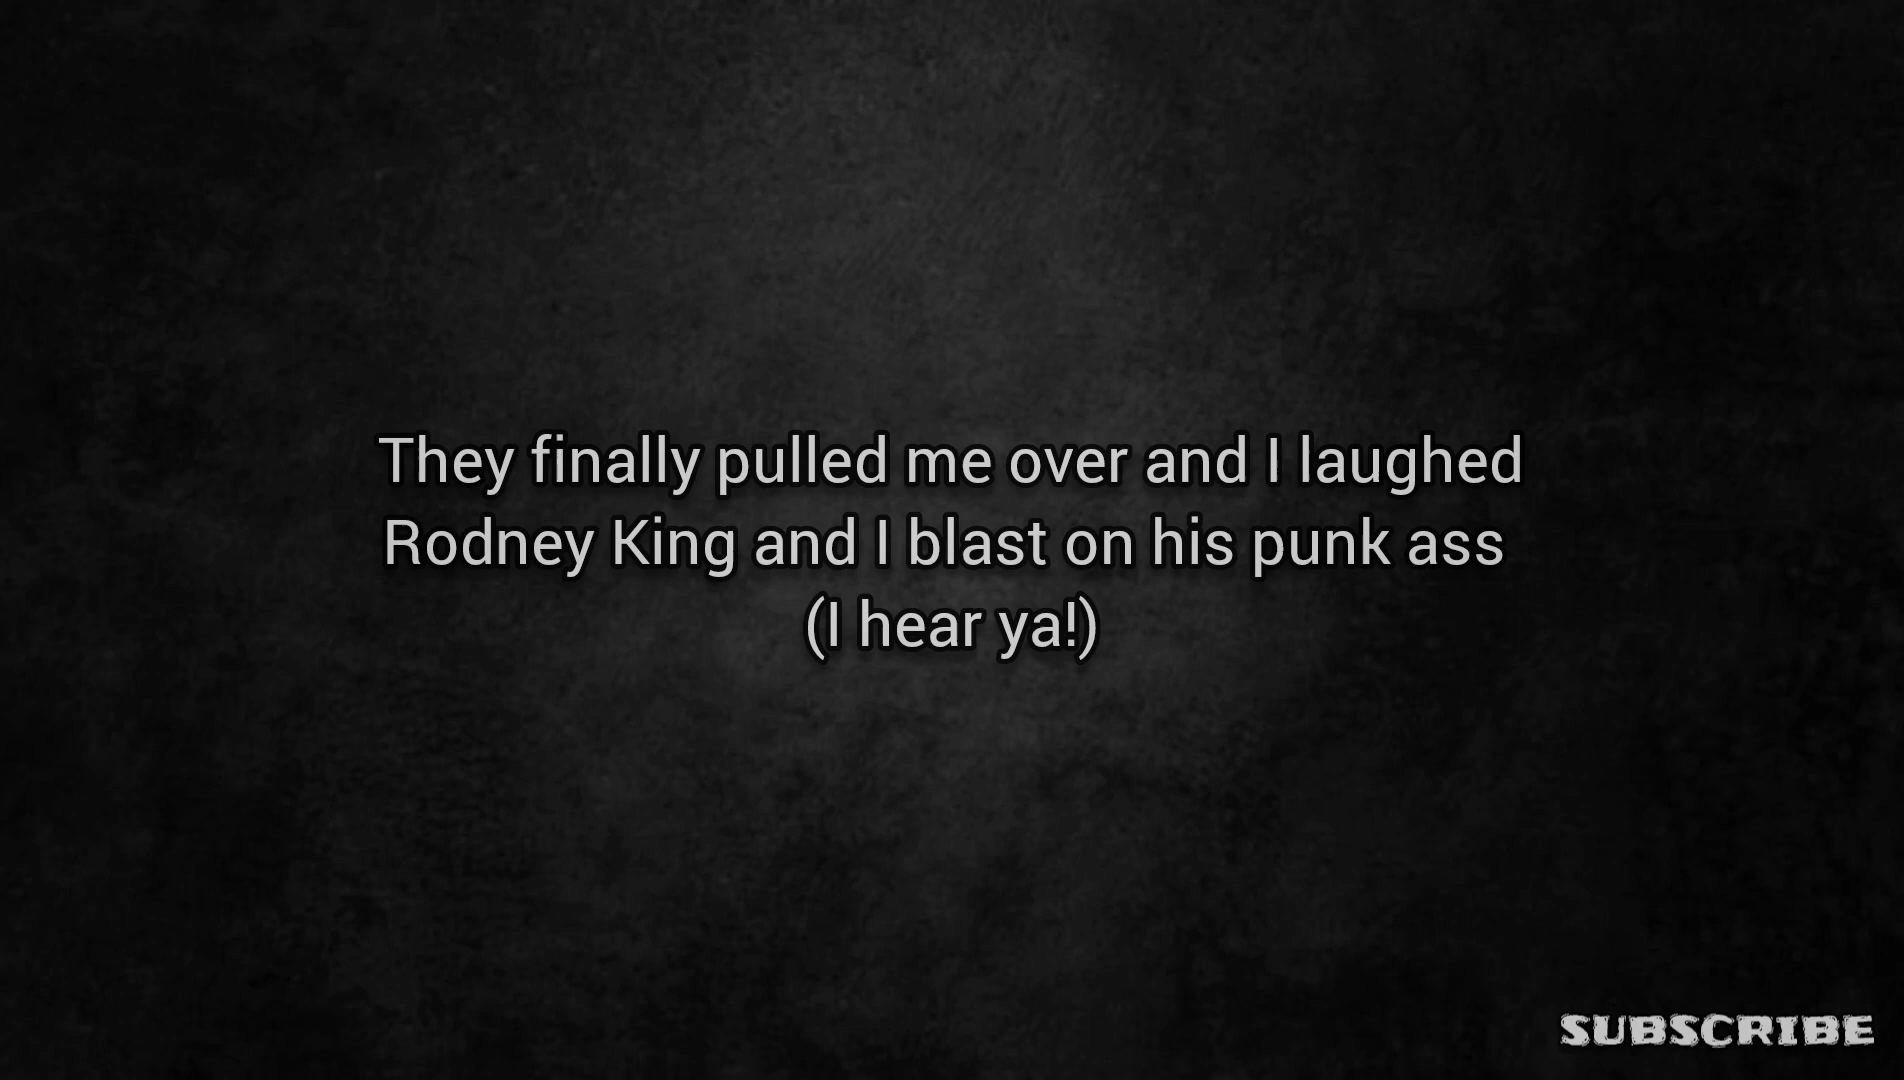 They finally pulled me over and I laughed
Rodney King and I blast on his punk ass
(I hear ya!)
SUBSCRIBE